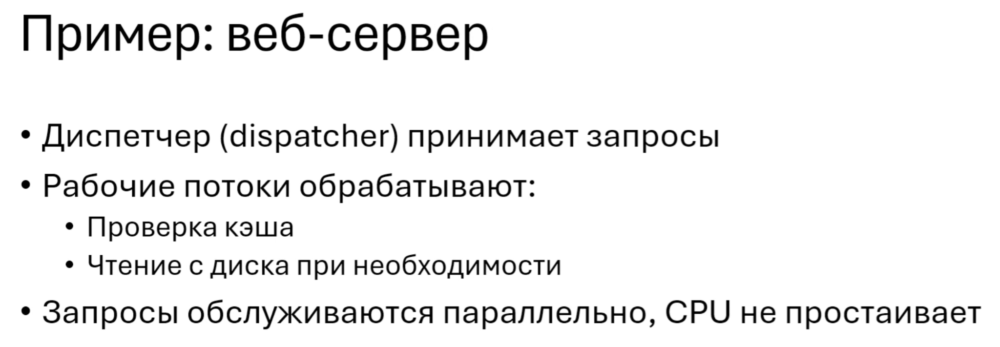 Пример: веб-сервер
• Диспетчер (dispatcher) принимает запросы
• Рабочие потоки обрабатывают:
• Проверка кэша
• Чтение с диска при необходимости
• Запросы обслуживаются параллельно, CPU не простаивает